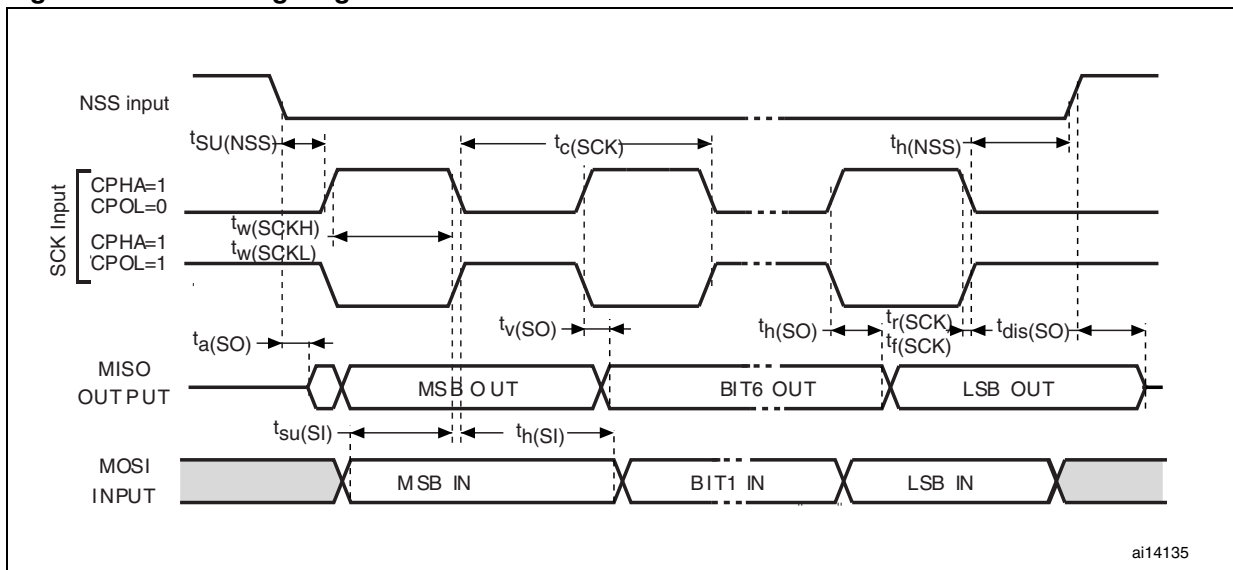 NSS input
tSU(NSS)
tc(SCK)
th(NSS)
SCK Input
CPHA=1
CPOL=0
tw(SCKH)
tw(SCKL)
CPHA=1
CPOL=1
ta(SO)
tv(SO)
th(SO)
tr(SCK)
tf(SCK)
tdis(SO)
MISO
OUTPUT
MSB OUT
BIT6 OUT
LSB OUT
tsu(SI)
th(SI)
MOSI
INPUT
MSB IN
BIT1 IN
LSB IN
ai14135